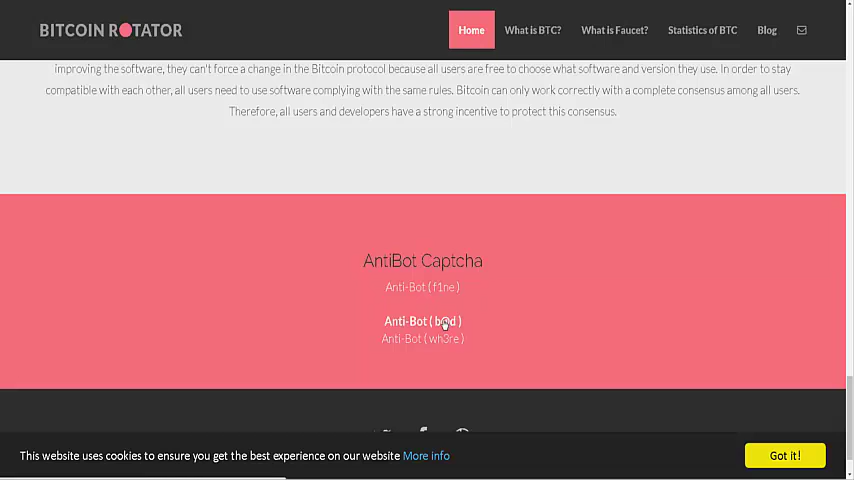 BITCOIN ROTATOR
Home What is BTC? What is Faucet? Statistics of BTC Blog
improving the software, they can't force a change in the Bitcoin protocol because all users are free to choose what software and version they use. In order to stay
compatible with each other, all users need to use software complying with the same rules. Bitcoin can only work correctly with a complete consensus among all users.
Therefore, all users and developers have a strong incentive to protect this consensus.
AntiBot Captcha
Anti-Bot ( f1ne )
Anti-Bot ( b@d )
Anti-Bot ( wh3re )
This website uses cookies to ensure you get the best experience on our website More info
Got it!